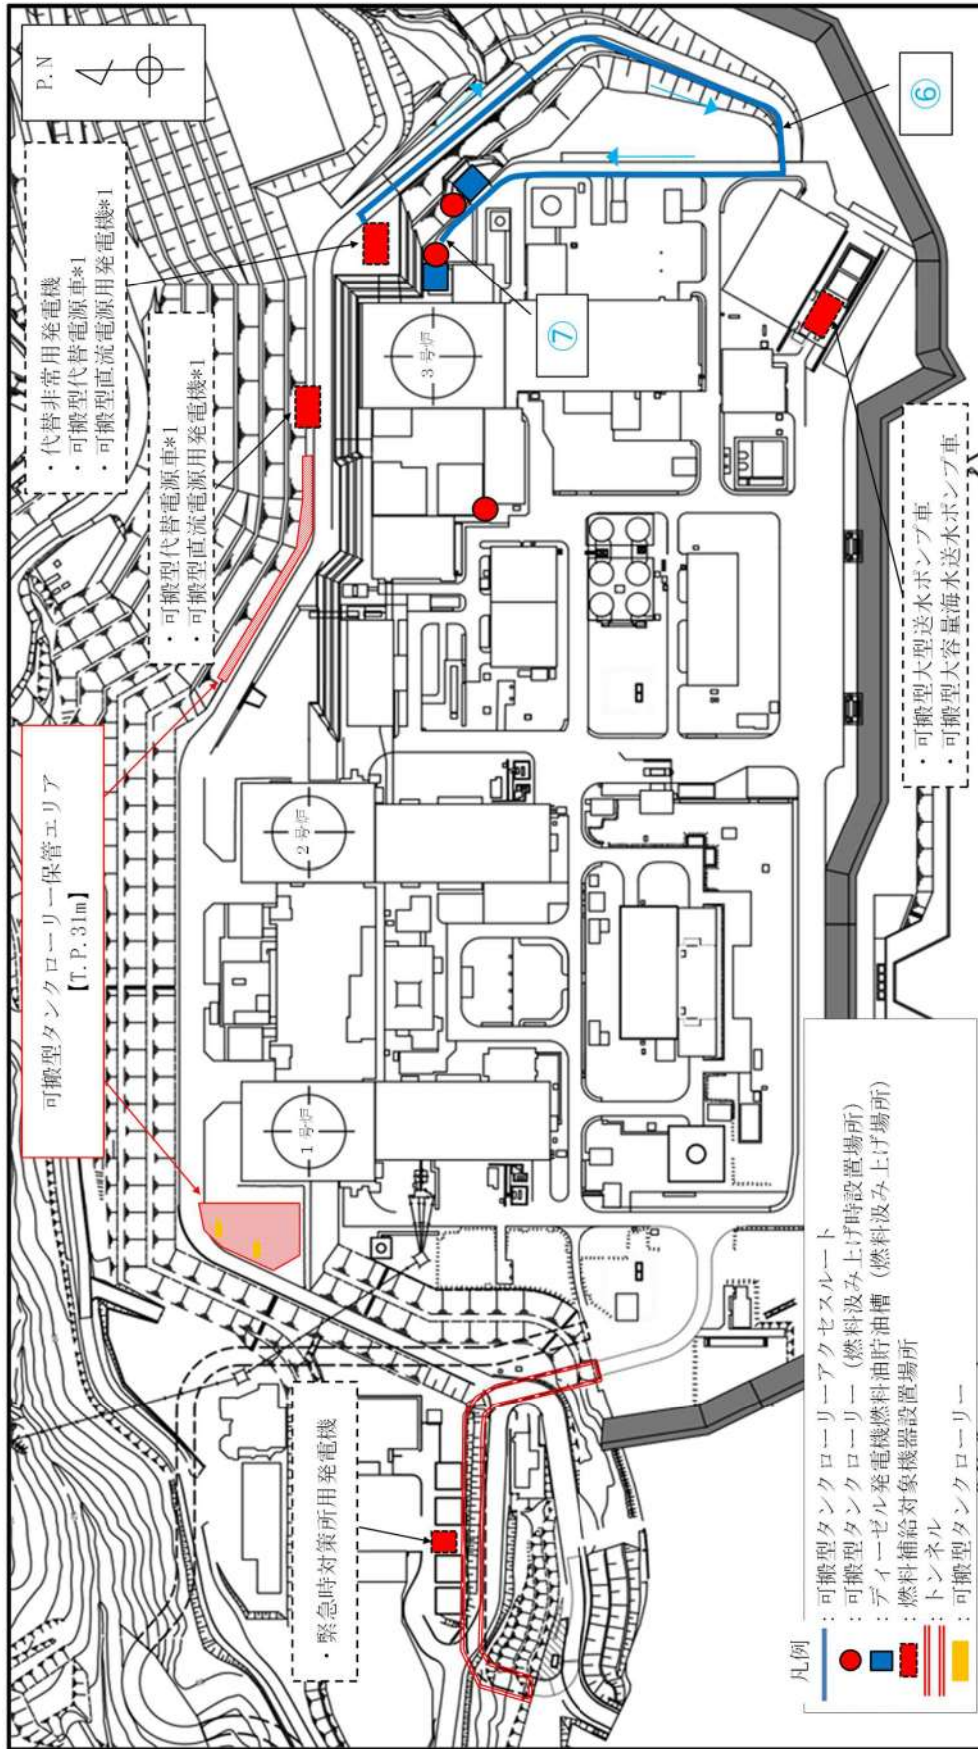 P.N
・代替非常用発電機
・可搬型代替電源車*1
・可搬型直流電源用発電機*1
・可搬型代替電源車*1
・可搬型直流電源用発電機*1
可搬型タンクローリー保管エリア
【T.P.31m】
・緊急時対策所用発電機
1号炉
2号炉
3号炉
⑥
⑦
・可搬型大型送水ポンプ車
・可搬型大容量海水送水ポンプ車
凡例
：可搬型タンクローリーアクセスルート
：可搬型タンクローリー（燃料汲み上げ時設置場所）
：ディーゼル発電機燃料油貯油槽（燃料汲み上げ場所）
：燃料補給対象機器設置場所
：トンネル
：可搬型タンクローリー